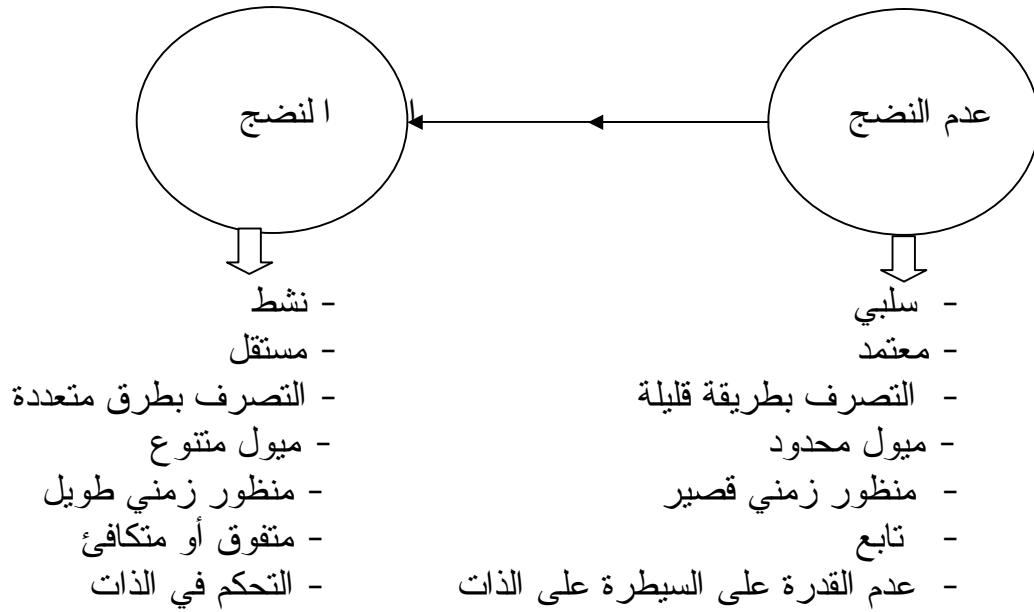 عدم النضج
ا لنضج
- سلبي
- معتمد
- التصرف بطريقة قليلة
- ميول محدود
- منظور زمني قصير
- تابع
- عدم القدرة على السيطرة على الذات
- نشط
- مستقل
- التصرف بطرق متعددة
- ميول متنوع
- منظور زمني طويل
- متفوق أو متكافئ
- التحكم في الذات